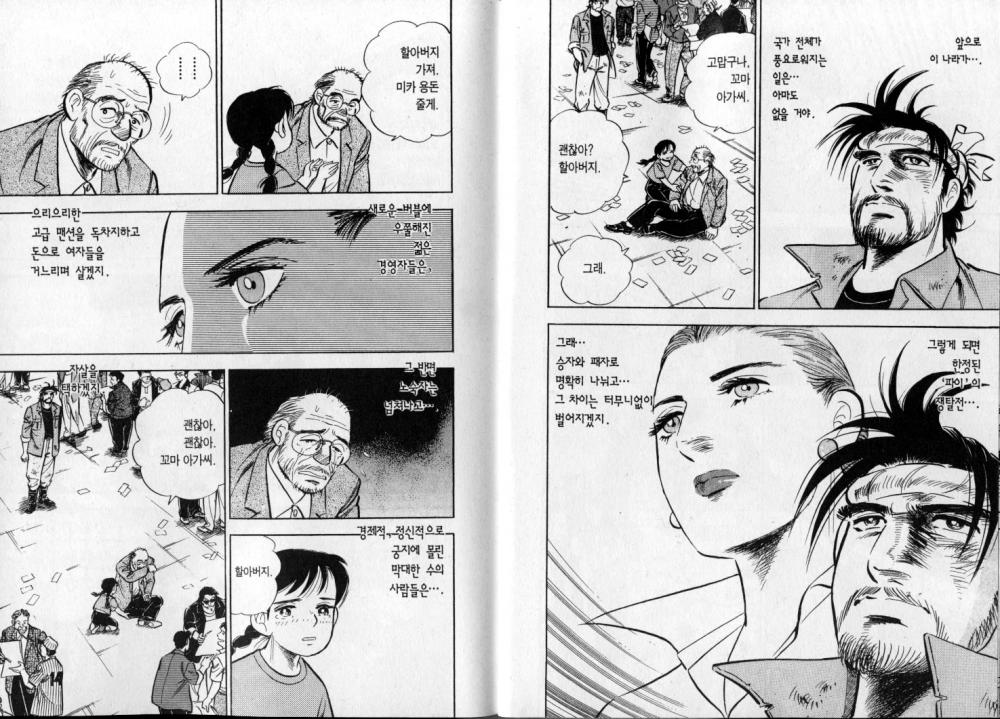 앞으로
이 나라가….
국가 전체가
풍요로워지는
일은…
아마도
없을 거야.
고맙구나,
꼬마
아가씨.
괜찮아?
할아버지.
그래.
그렇게 되면
한정된
'파이'의
쟁탈전….
그래…
승자와 패자로
명확히 나뉘고…
그 차이는 터무니없이
벌어지겠지.
할아버지
가져.
미카 용돈
줄게.
……
새로운 버블에
우쭐해진
젊은
경영자들은,
으리으리한
고급 맨션을 독차지하고
돈으로 여자들을
거느리며 살겠지.
그 반면
노숙자는
넘쳐나고….
경제적, 정신적으로
궁지에 몰린
막대한 수의
사람들은….
할아버지.
자살을
택하겠지
괜찮아.
괜찮아.
꼬마 아가씨.
14